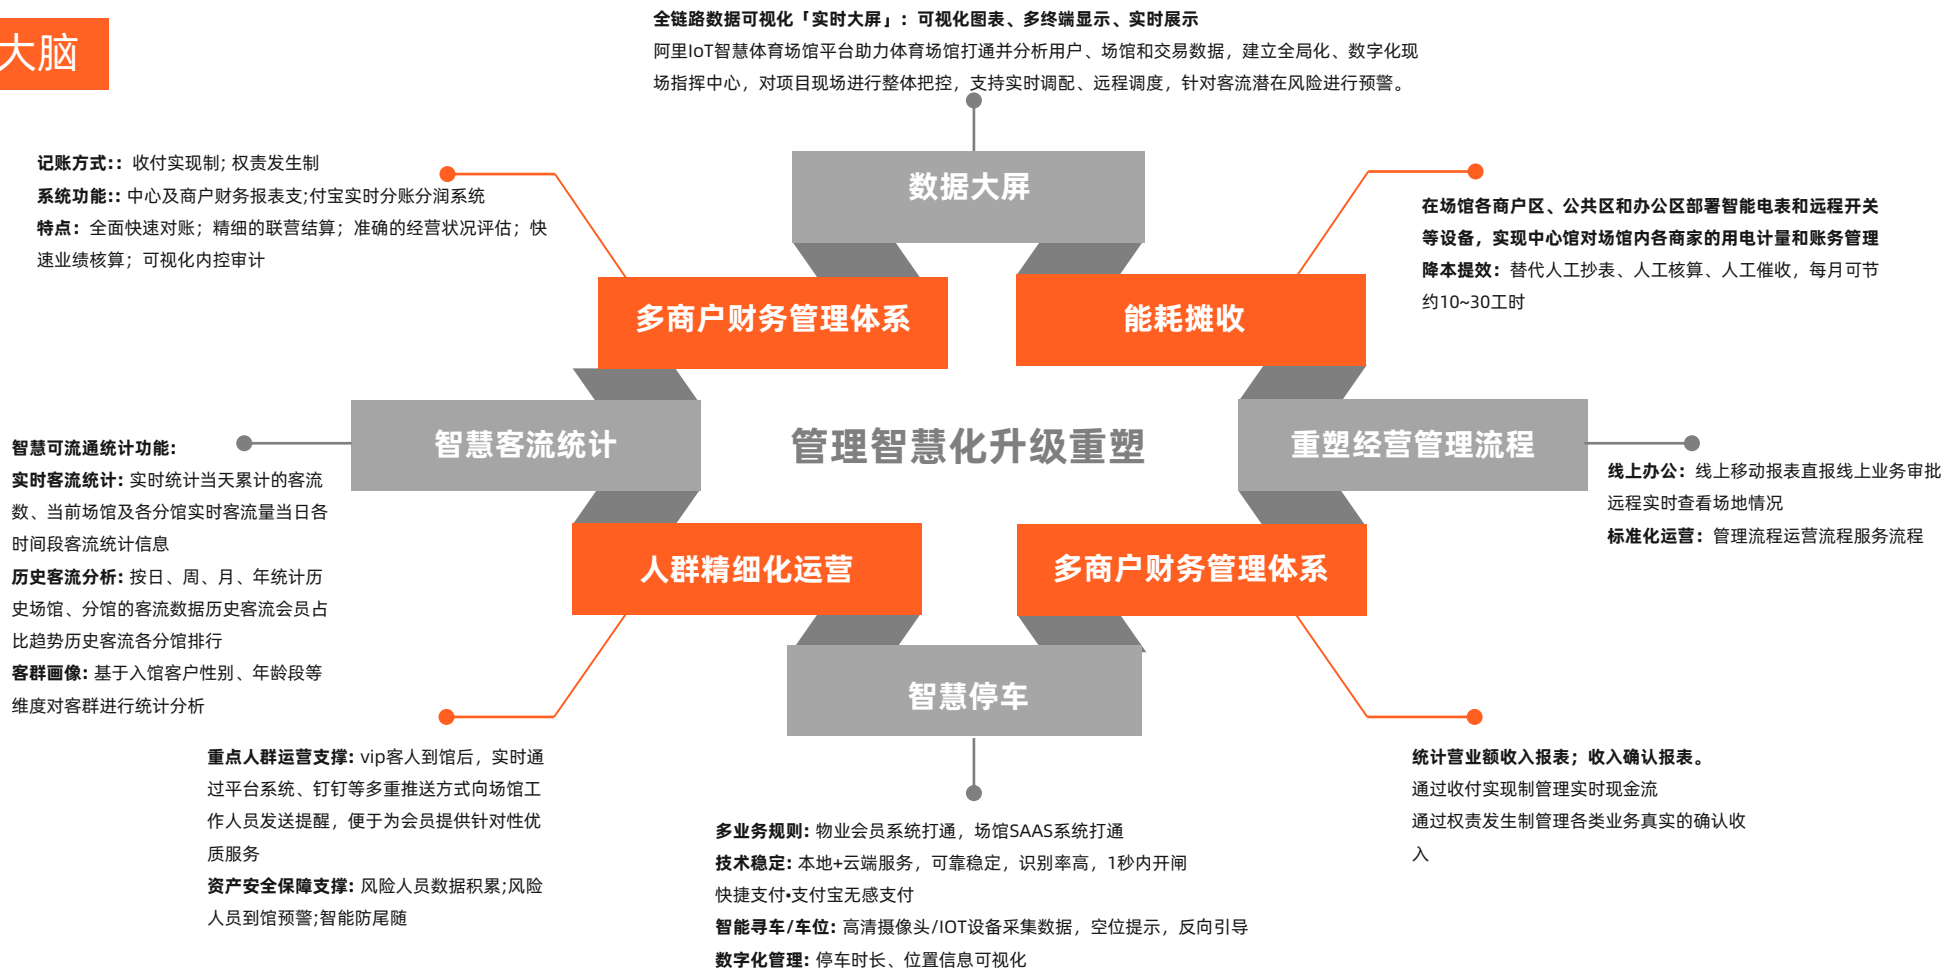 大脑
全链路数据可视化「实时大屏」：可视化图表、多终端显示、实时展示
阿里IoT智慧体育场馆平台助力体育场馆打通并分析用户、场馆和交易数据，建立全局化、数字化现
场指挥中心，对项目现场进行整体把控，支持实时调配、远程调度，针对客流潜在风险进行预警。
记账方式：：收付实现制; 权责发生制
系统功能：：中心及商户财务报表支;付宝实时分账分润系统
特点：全面快速对账；精细的联营结算；准确的经营状况评估；快
速业绩核算；可视化内控审计
数据大屏
在场馆各商户区、公共区和办公区部署智能电表和远程开关
等设备，实现中心馆对场馆内各商家的用电计量和账务管理
降本提效：替代人工抄表、人工核算、人工催收，每月可节
约10~30工时
多商户财务管理体系
能耗摊收
智慧客流统计
管理智慧化升级重塑
重塑经营管理流程
智慧可流通统计功能：
实时客流统计：实时统计当天累计的客流
数、当前场馆及各分馆实时客流量当日各
时间段客流统计信息
历史客流分析：按日、周、月、年统计历
史场馆、分馆的客流数据历史客流会员占
比趋势历史客流各分馆排行
客群画像：基于入馆客户性别、年龄段等
维度对客群进行统计分析
线上办公：线上移动报表直报线上业务审批
远程实时查看场地情况
标准化运营：管理流程运营流程服务流程
人群精细化运营
多商户财务管理体系
智慧停车
重点人群运营支撑：vip客人到馆后，实时通
过平台系统、钉钉等多重推送方式向场馆工
作人员发送提醒，便于为会员提供针对性优
质服务
资产安全保障支撑：风险人员数据积累;风险
人员到馆预警;智能防尾随
多业务规则：物业会员系统打通，场馆SAAS系统打通
技术稳定：本地+云端服务，可靠稳定，识别率高，1秒内开闸
快捷支付•支付宝无感支付
智能寻车/车位：高清摄像头/IOT设备采集数据，空位提示，反向引导
数字化管理：停车时长、位置信息可视化
统计营业额收入报表；收入确认报表。
通过收付实现制管理实时现金流
通过权责发生制管理各类业务真实的确认收
入